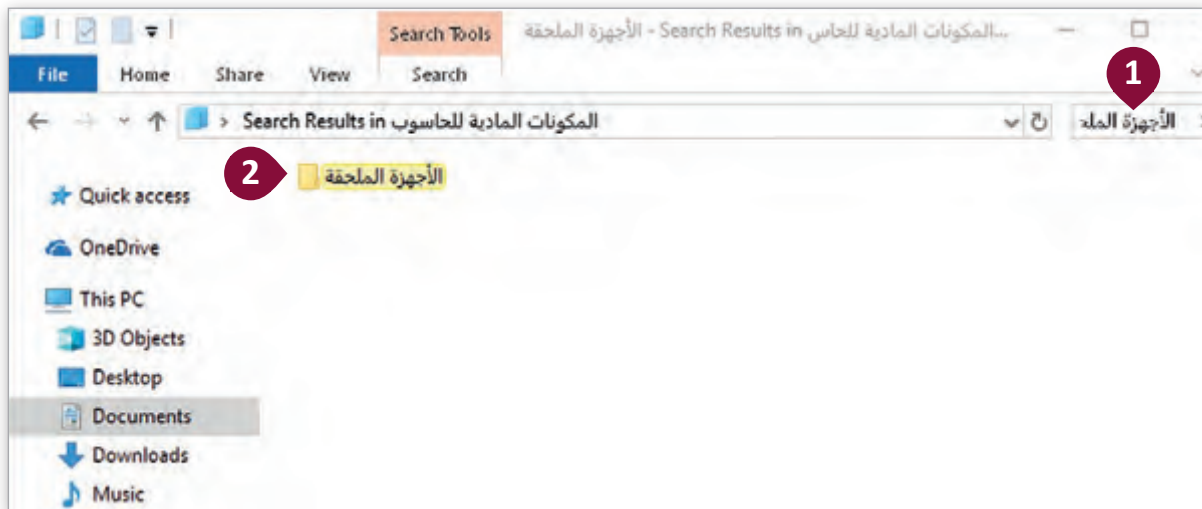 Search Tools
الأجهزة الملحقة - Search Results in المكونات المادية للحاس...
File Home Share View Search
1
Search Results in المكونات المادية للحاسوب
الأجهزة الملح
2
الأجهزة الملحقة
Quick access
OneDrive
This PC
3D Objects
Desktop
Documents
Downloads
Music